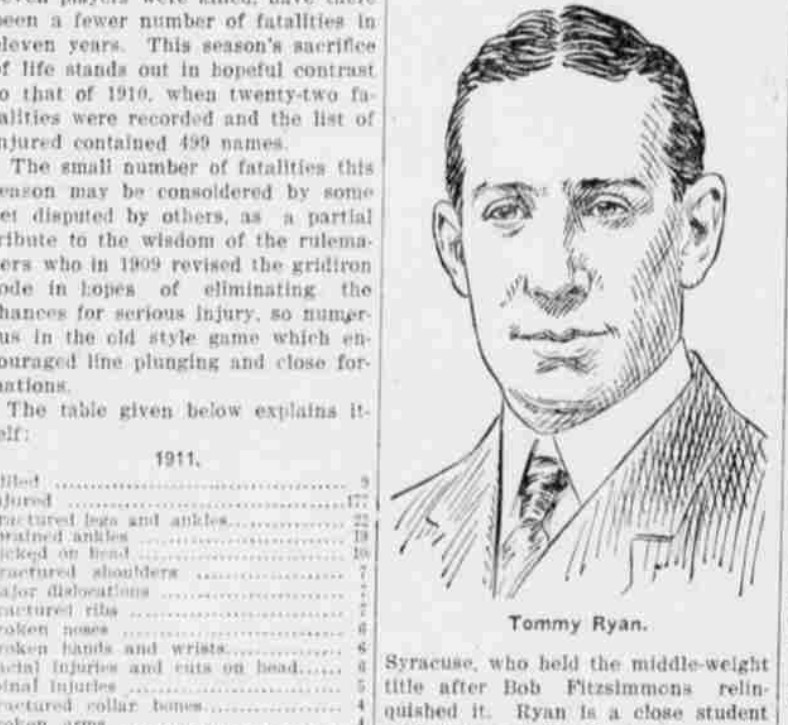 been a fewer number of fatalities in
eleven years. This season's sacrifice
of life stands out in hopeful contrast
to that of 1910, when twenty-two fa-
talities were recorded and the list of
njured contained 499 names.
The small number of fatalities this
season may be consoldered by some
yet disputed by others, as a partial
tribute to the wisdom of the rulema-
kers who in 1909 revised the gridiron
code in hopes of eliminating the
chances for serious injury, so numer-
ous in the old style game which en-
couraged line plunging and close for-
mations.
The table given below explains it-
self:
1911.
Killed 9
Injured 177
Fractured legs and ankles
Sprained ankles 19
Kicked on head 10
Fractured shoulders 7
Major dislocations 7
Fractured ribs 7
Broken noses 6
Broken hands and wrists 6
Facial injuries and cuts on head 6
Spinal injuries 5
Fractured collar bones 4
Broken arms 4
Tommy Ryan.
Syracuse, who held the middle-weight
title after Bob Fitzsimmons relin-
quished it. Ryan is a close student